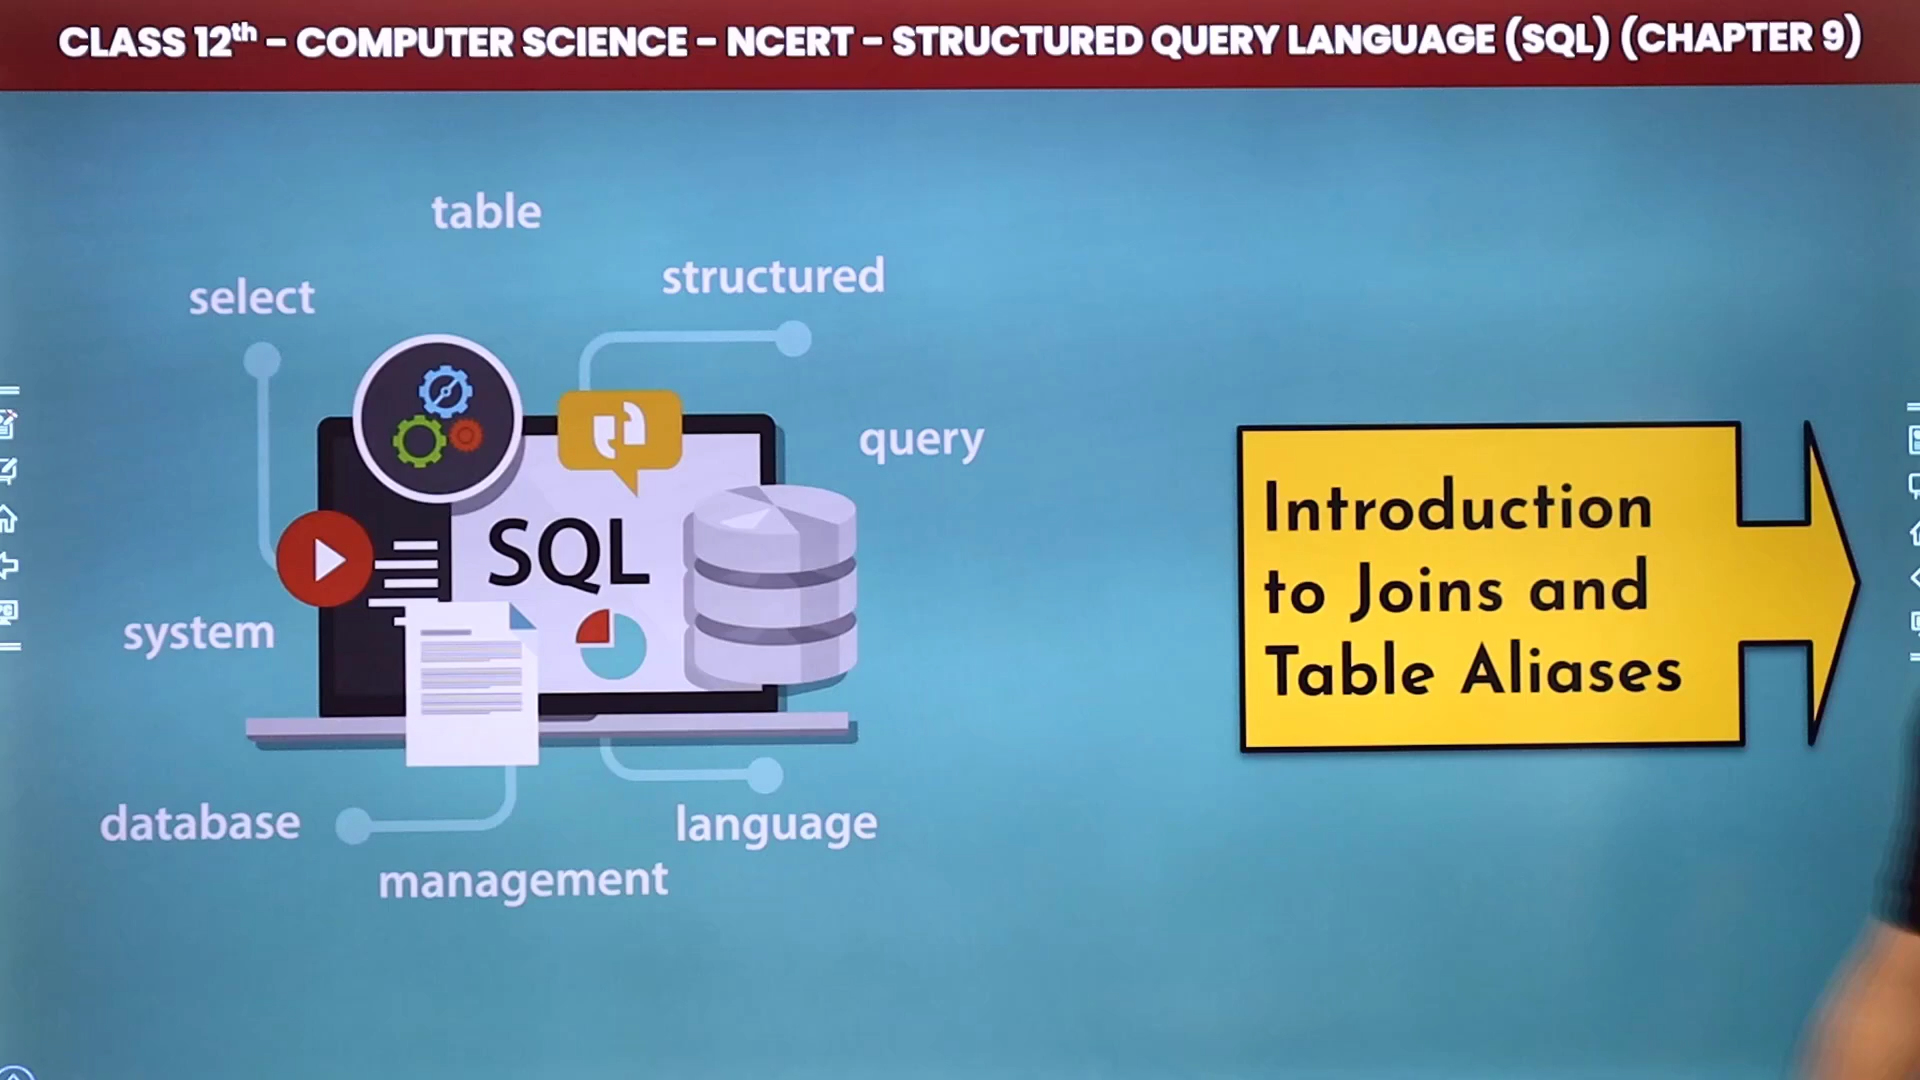 CLASS 12th - COMPUTER SCIENCE - NCERT - STRUCTURED QUERY LANGUAGE (SQL) (CHAPTER 9)
table
structured
select
query
SQL
system
database
language
management
Introduction
to Joins and
Table Aliases